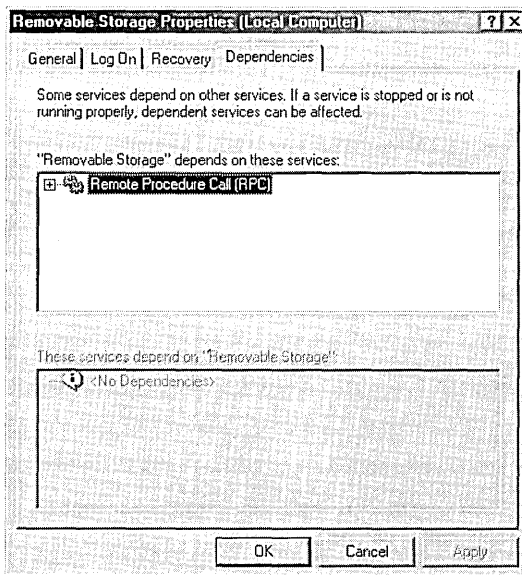 Removable Storage Properties (Local Computer)
General Log On Recovery Dependencies
Some services depend on other services. If a service is stopped or is not
running properly, dependent services can be affected.
"Removable Storage" depends on these services:
Remote Procedure Call (RPC)
These services depend on "Removable Storage":
<No Dependencies>
OK Cancel Apply